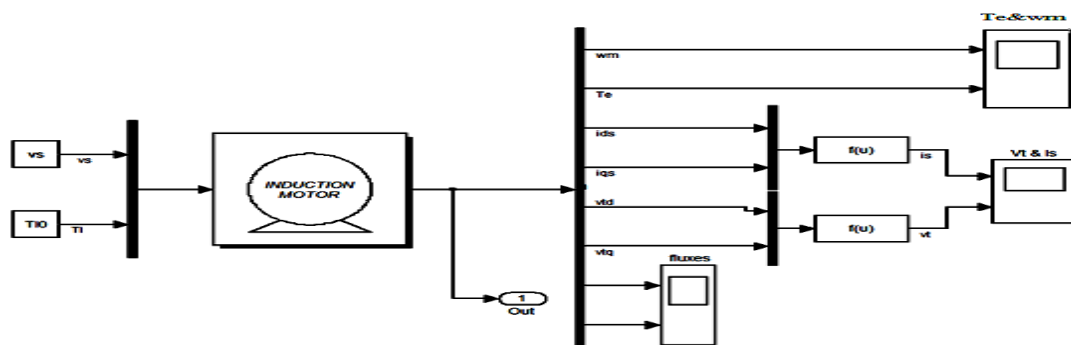 Te&wm
wm
Te
vs
vs
Tl0
Tl
INDUCTION
MOTOR
ids
iqs
f(u)
is
Vt & Is
vtd
vtq
f(u)
vt
fluxes
1
Out